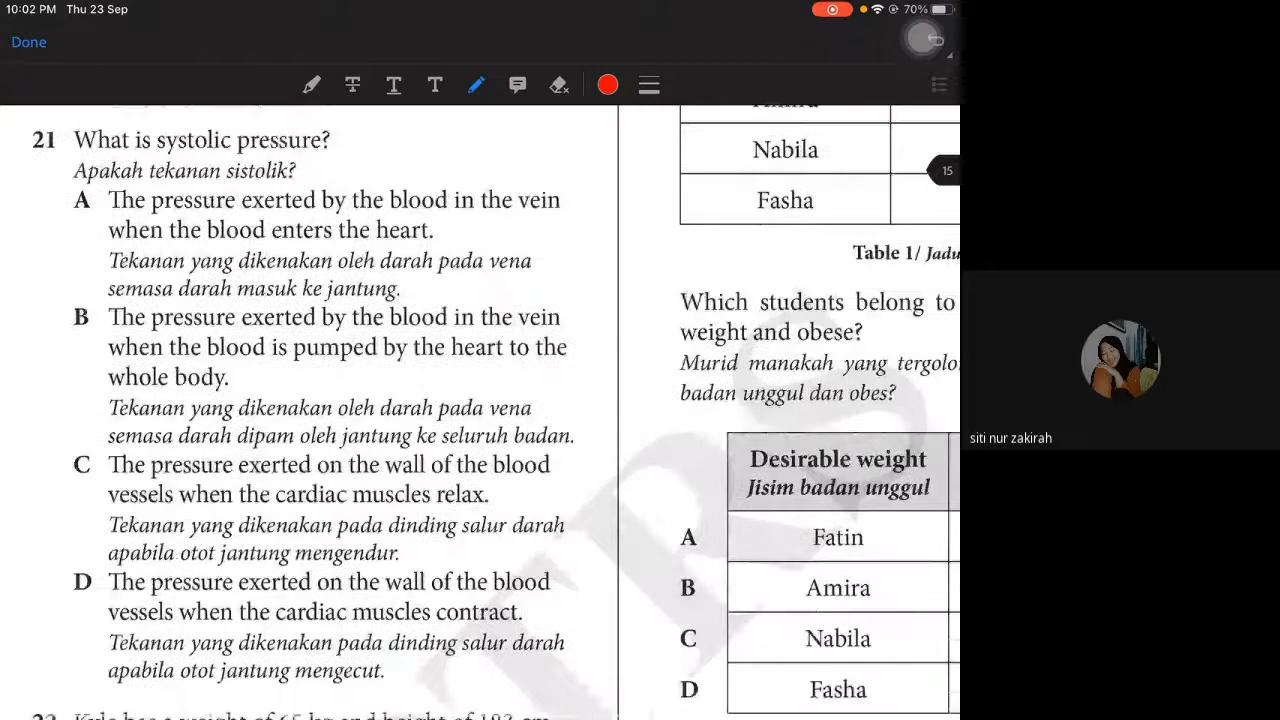 10:02 PM Thu 23 Sep
70%
Done
21 What is systolic pressure?
Apakah tekanan sistolik?
A The pressure exerted by the blood in the vein
when the blood enters the heart.
Tekanan yang dikenakan oleh darah pada vena
semasa darah masuk ke jantung.
B The pressure exerted by the blood in the vein
when the blood is pumped by the heart to the
whole body.
Tekanan yang dikenakan oleh darah pada vena
semasa darah dipam oleh jantung ke seluruh badan.
C The pressure exerted on the wall of the blood
vessels when the cardiac muscles relax.
Tekanan yang dikenakan pada dinding salur darah
apabila otot jantung mengendur.
D The pressure exerted on the wall of the blood
vessels when the cardiac muscles contract.
Tekanan yang dikenakan pada dinding salur darah
apabila otot jantung mengecut.
Nabila
15
Fasha
Table 1/ Jadu
Which students belong to
weight and obese?
Murid manakah yang tergolo
badan unggul dan obes?
Desirable weight
Jisim badan unggul
A Fatin
B Amira
C Nabila
D Fasha
TRS
siti nur zakirah